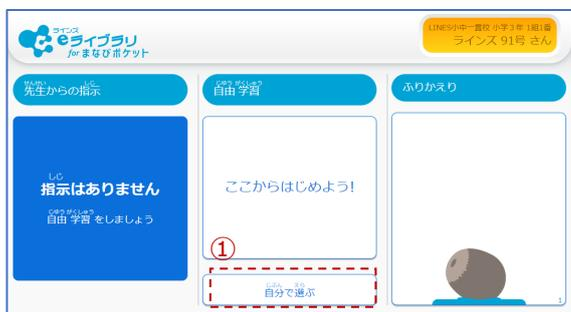 ラインズ
eライブラリ
for まなびポケット
LINES小中一貫校 小学3年 1組1番
ラインズ 91号 さん
せんせい しじ
先生からの指示
じゆう がくしゅう
自由 学習
ふりかえり
しじ
指示はありません
じゆう がくしゅう
自由 学習 をしましょう
ここからはじめよう!
①
じぶん えら
自分で選ぶ
1